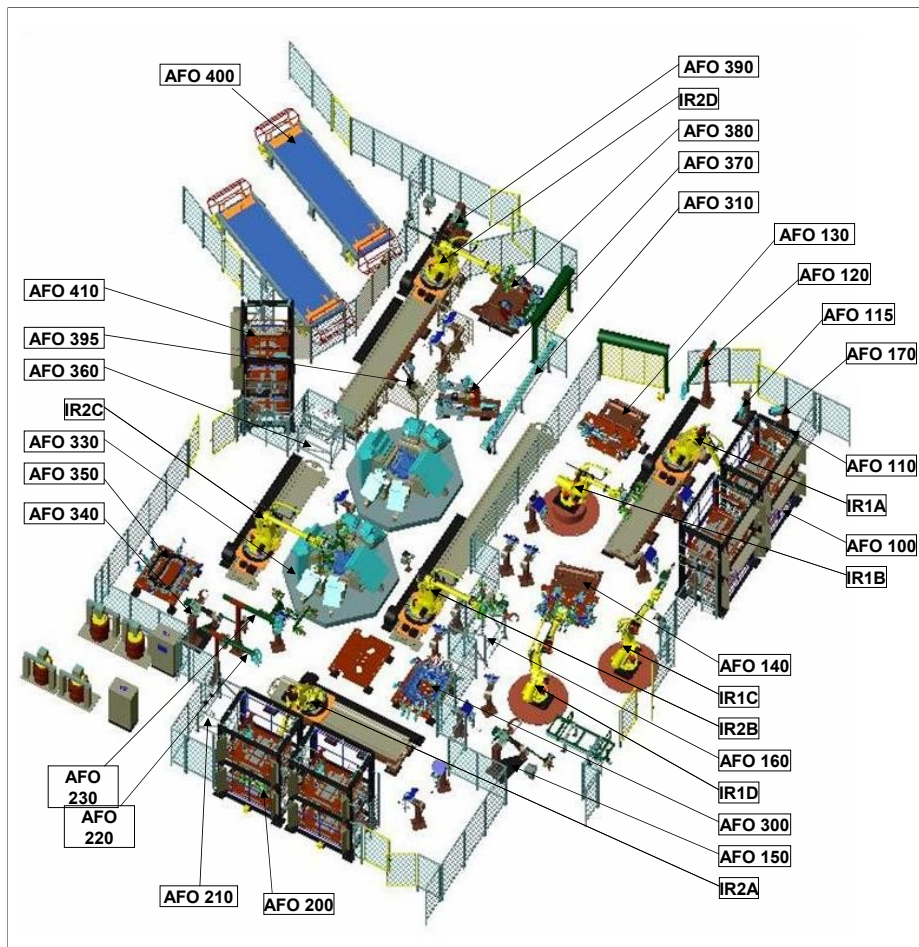 AFO 400
AFO 390
IR2D
AFO 380
AFO 370
AFO 310
AFO 130
AFO 120
AFO 115
AFO 170
AFO 410
AFO 395
AFO 360
IR2C
AFO 330
AFO 350
AFO 340
AFO 110
IR1A
AFO 100
IR1B
AFO 140
IR1C
IR2B
AFO 160
IR1D
AFO 300
AFO 150
IR2A
AFO
230
AFO
220
AFO 210
AFO 200